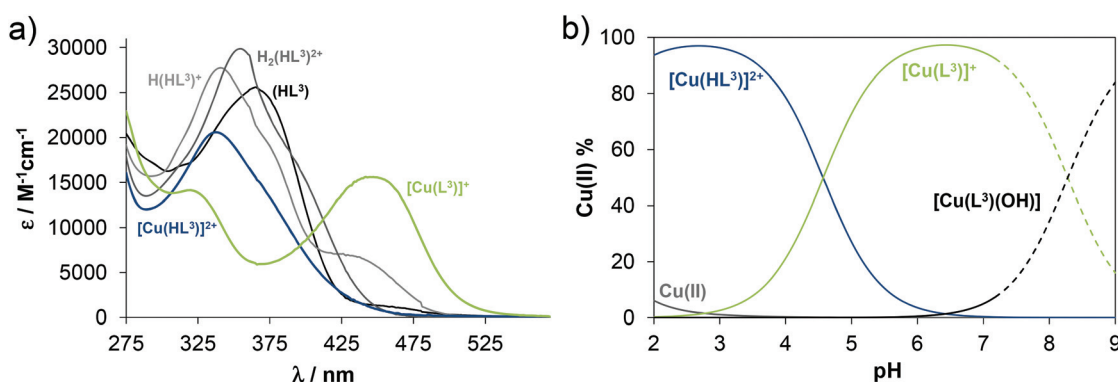 a)
30000
25000
20000
15000
10000
5000
0
ε / M⁻¹cm⁻¹
275
325
375
425
475
525
λ / nm
H(HL³)⁺
H₂(HL³)²⁺
(HL³)
[Cu(HL³)]²⁺
[Cu(L³)]⁺
b)
100
80
60
40
20
0
Cu(II) %
2
3
4
5
6
7
8
9
pH
[Cu(HL³)]²⁺
[Cu(L³)]⁺
[Cu(L³)(OH)]
Cu(II)